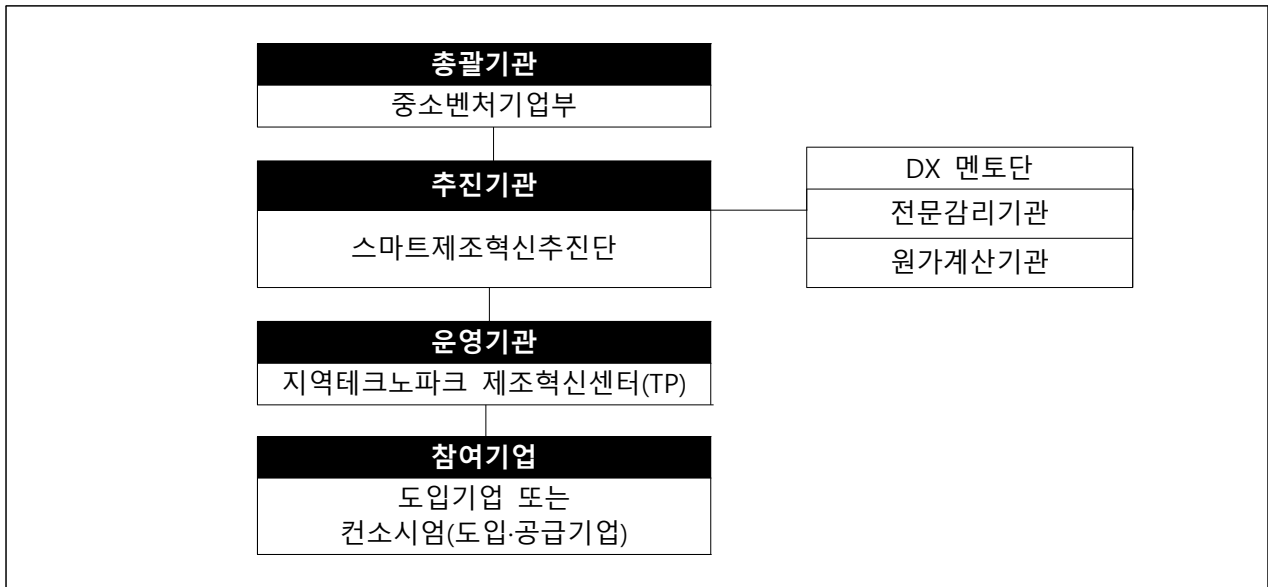 총괄기관
중소벤처기업부
추진기관
스마트제조혁신추진단
DX 멘토단
전문감리기관
원가계산기관
운영기관
지역테크노파크 제조혁신센터(TP)
참여기업
도입기업 또는
컨소시엄(도입·공급기업)